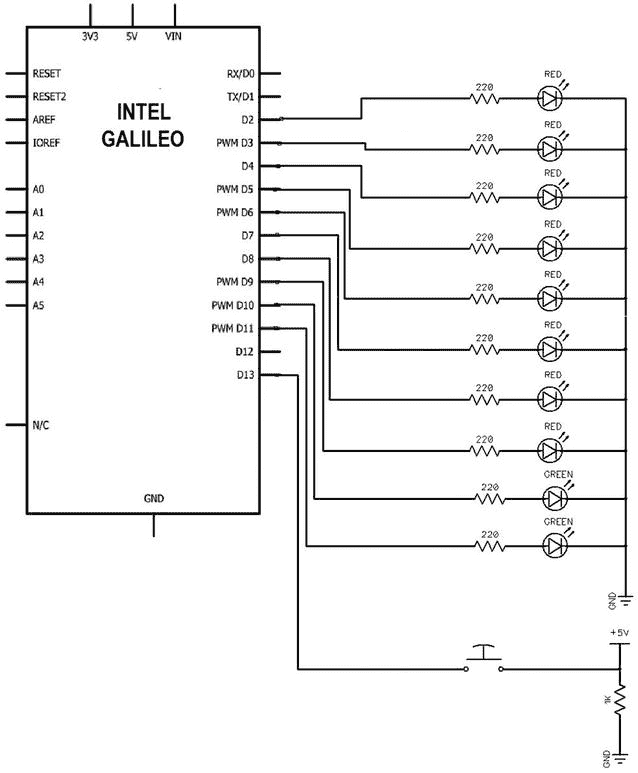 3V3 5V VIN
RESET
RESET2
AREF
IOREF
A0
A1
A2
A3
A4
A5
N/C
INTEL
GALILEO
RX/D0
TX/D1
D2
PWM D3
D4
PWM D5
PWM D6
D7
D8
PWM D9
PWM D10
PWM D11
D12
D13
GND
RED
220
RED
220
RED
220
RED
220
RED
220
RED
220
RED
220
RED
220
GREEN
220
GREEN
220
GND
+5V
1K
GND